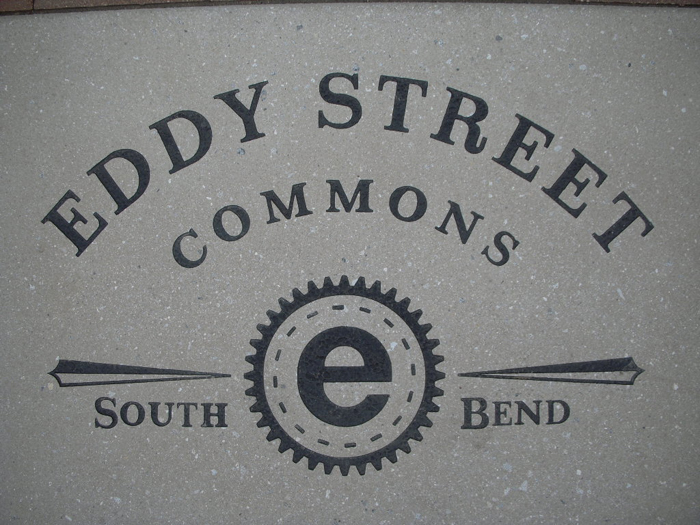 EDDY STREET
COMMONS
e
SOUTH BEND